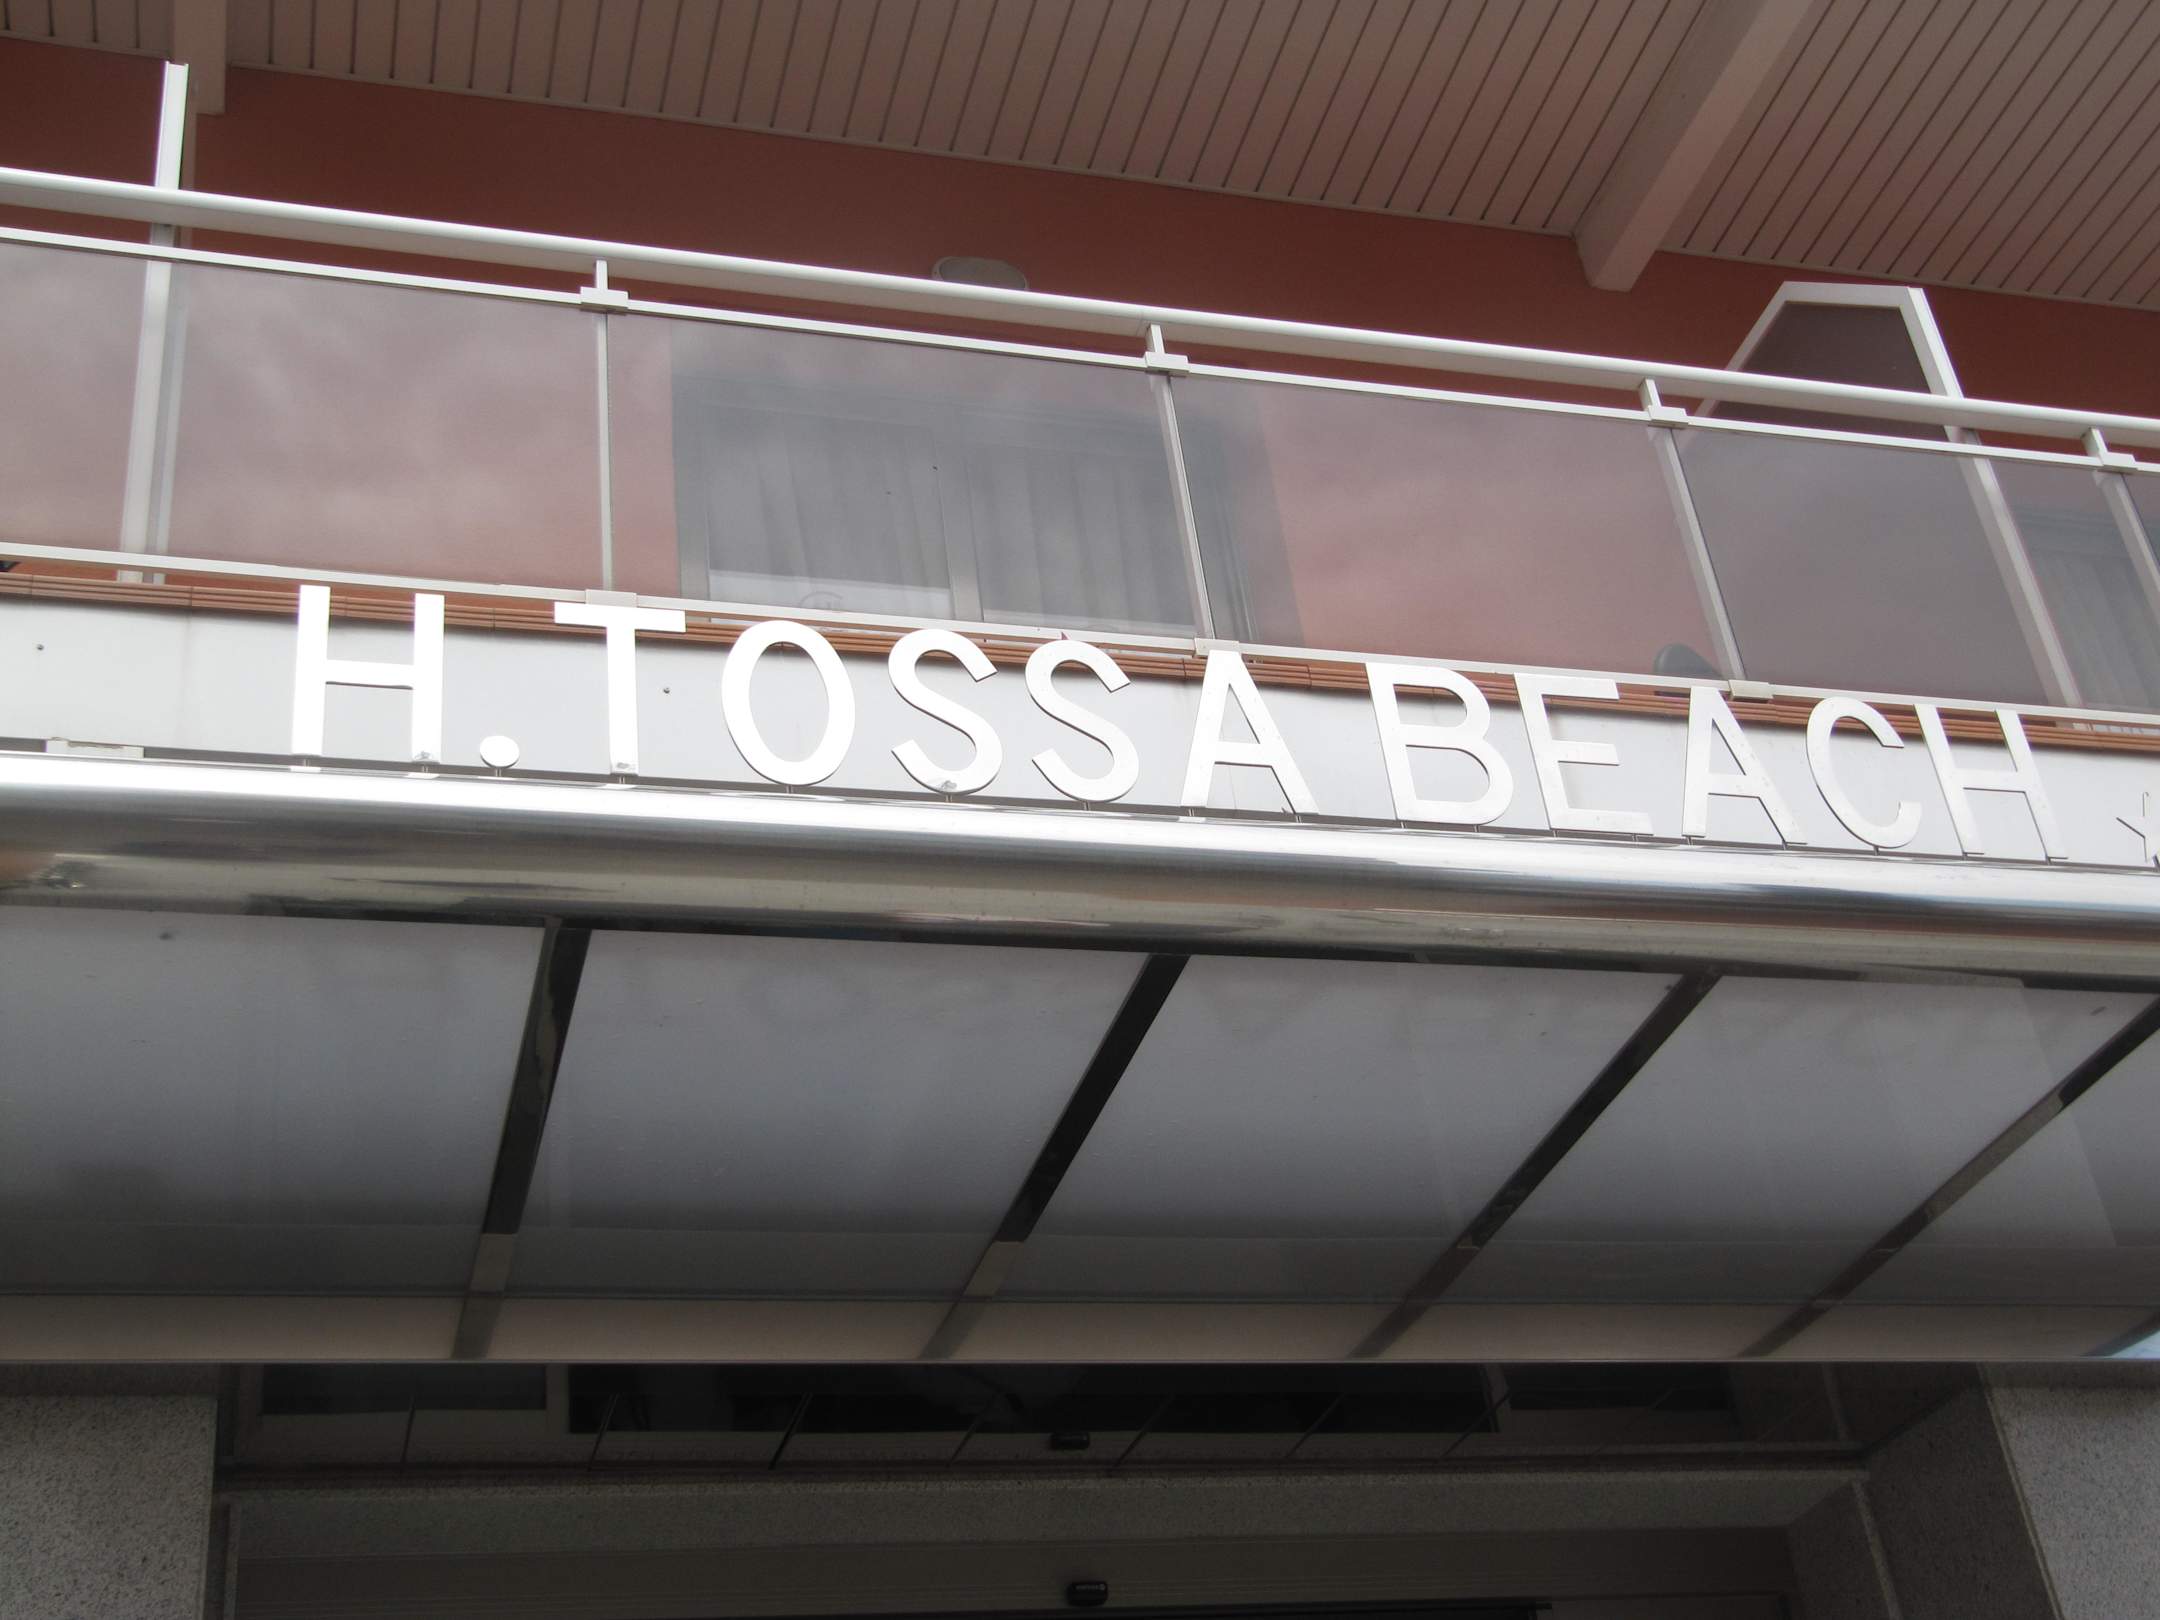 H. TOSSA BEACH